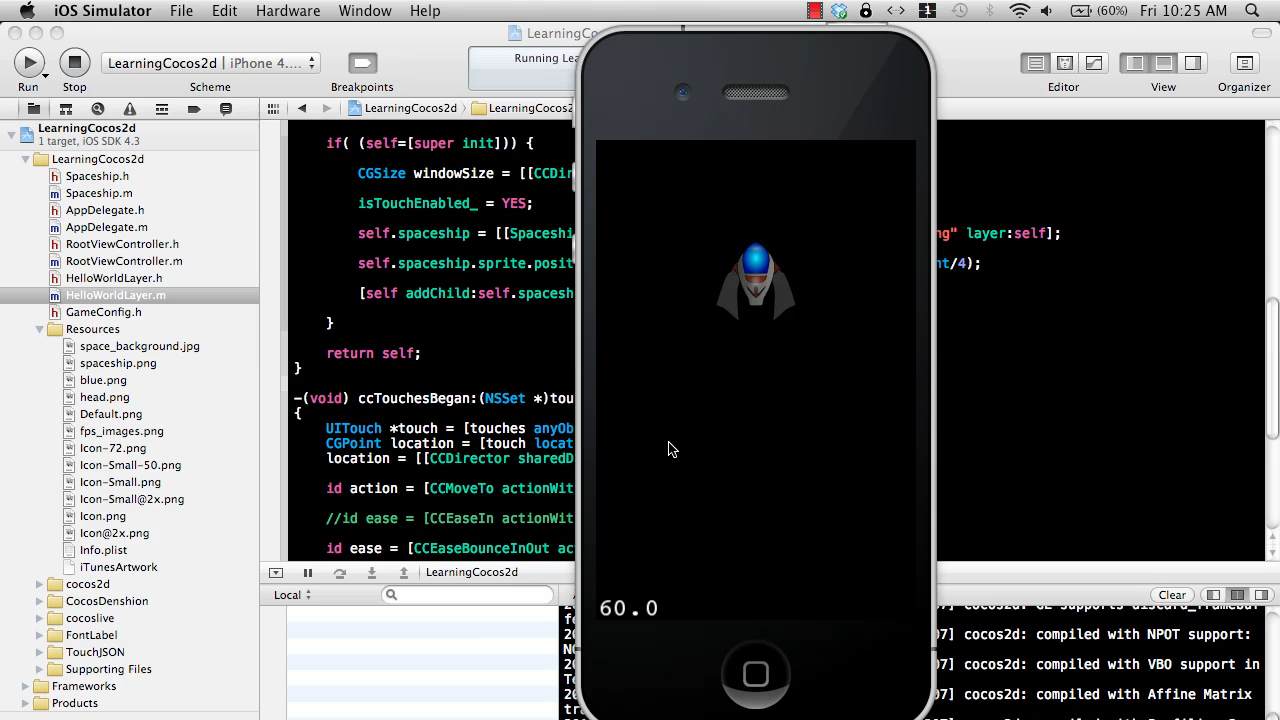 iOS Simulator File Edit Hardware Window Help
1 (60%) Fri 10:25 AM
LearningCo
Run Stop
LearningCocos2d | iPhone 4....
Scheme
Breakpoints
Running Lea
Editor View Organizer
LearningCocos2d
1 target, iOS SDK 4.3
LearningCocos2d
Spaceship.h
Spaceship.m
AppDelegate.h
AppDelegate.m
RootViewController.h
RootViewController.m
HelloWorldLayer.h
HelloWorldLayer.m
GameConfig.h
Resources
space_background.jpg
spaceship.png
blue.png
head.png
Default.png
fps_images.png
Icon-72.png
Icon-Small-50.png
Icon-Small.png
Icon-Small@2x.png
Icon.png
Icon@2x.png
Info.plist
iTunesArtwork
cocos2d
CocosDenshion
cocoslive
FontLabel
TouchJSON
Supporting Files
Frameworks
Products
LearningCocos2d LearningCocos2
if( (self=[super init])) {
CGSize windowSize = [[CCDir
isTouchEnabled_ = YES;
self.spaceship = [[Spaceshi
ng" layer:self];
self.spaceship.sprite.posit
nt/4);
[self addChild:self.spacesh
}
return self;
}
-(void) ccTouchesBegan:(NSSet *)tou
{
UITouch *touch = [touches anyOb
CGPoint location = [touch locat
location = [[CCDirector sharedD
id action = [CCMoveTo actionWit
//id ease = [CCEaseIn actionWit
id ease = [CCEaseBounceInOut ac
60.0
LearningCocos2d
Local
Clear
07] cocos2d: compiled with NPOT support:
07] cocos2d: compiled with VBO support in
07] cocos2d: compiled with Affine Matrix